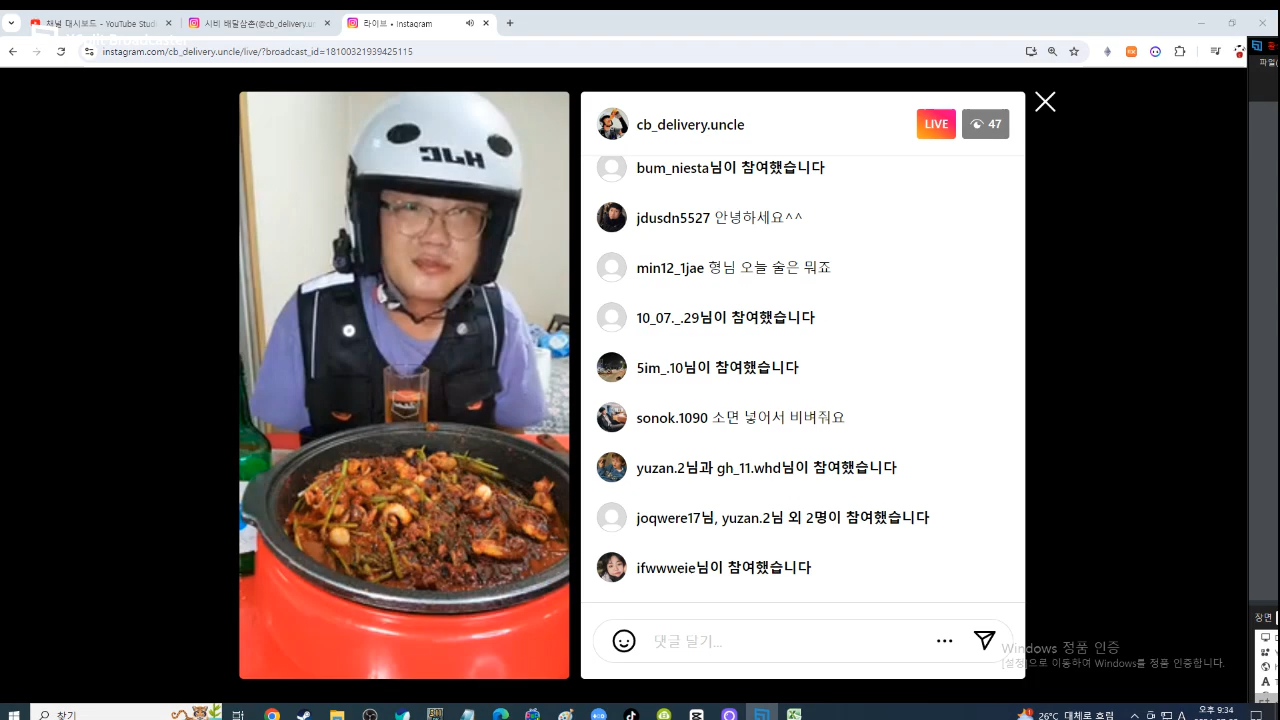 채널 대시보드 - YouTube Studi
시비 배달삼촌(@cb_delivery.u
라이브 • Instagram
instagram.com/cb_delivery.uncle/live/?broadcast_id=18100321939425115
파일(
cb_delivery.uncle
LIVE
47
bum_niesta님이 참여했습니다
jdusdn5527 안녕하세요^^
min12_1jae 형님 오늘 술은 뭐죠
10_07._.29님이 참여했습니다
5im_.10님이 참여했습니다
sonok.1090 소면 넣어서 비벼줘요
yuzan.2님과 gh_11.whd님이 참여했습니다
joqwere17님, yuzan.2님 외 2명이 참여했습니다
ifwwweie님이 참여했습니다
댓글 달기...
Windows 정품 인증
[설정]으로 이동하여 Windows를 정품 인증합니다.
장면
찾기
26°C 대체로 흐림
A
오후 9:34